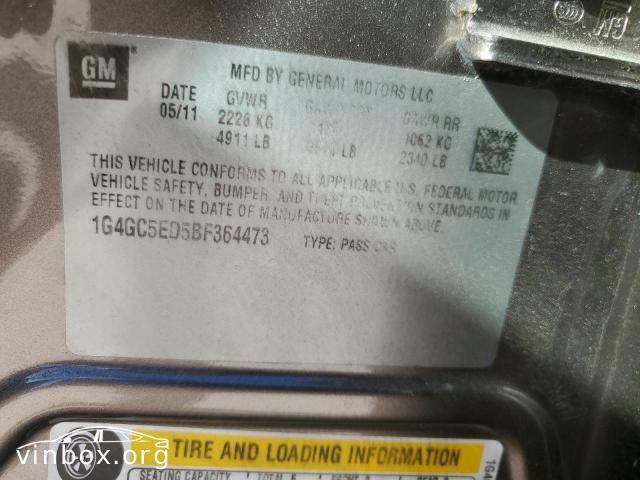 GM ®
MFD BY GENERAL MOTORS LLC
DATE GVWR GAWR RR
05/11 2228 KG 1062 KG
4911 LB LB 2340 LB
THIS VEHICLE CONFORMS TO ALL APPLICABLE U.S. FEDERAL MOTOR
VEHICLE SAFETY, BUMPER, AND THEFT PREVENTION STANDARDS IN
EFFECT ON THE DATE OF MANUFACTURE SHOWN ABOVE.
1G4GC5ED5BF364473 TYPE: PASS CAR
TIRE AND LOADING INFORMATION
SEATING CAPACITY
vinbox.org